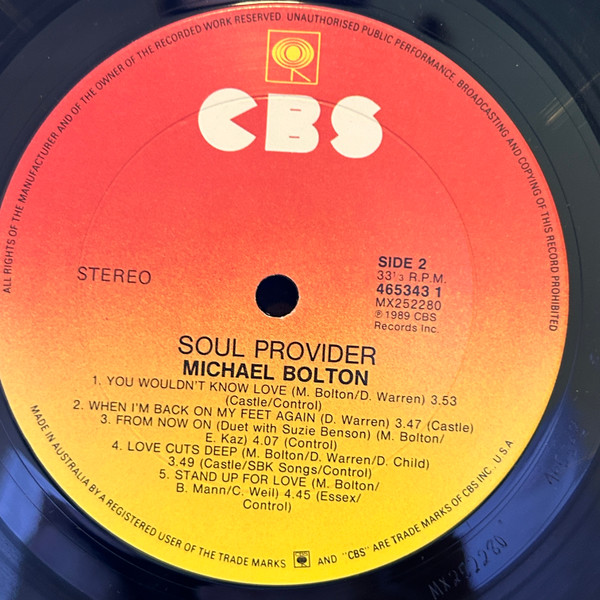 ALL RIGHTS OF THE MANUFACTURER AND OF THE OWNER OF THE RECORDED WORK RESERVED. UNAUTHORISED PUBLIC PERFORMANCE, BROADCASTING AND COPYING OF THIS RECORD PROHIBITED
CBS
STEREO
SIDE 2
33⅓ R.P.M.
465343 1
MX252280
℗ 1989 CBS
Records Inc.
SOUL PROVIDER
MICHAEL BOLTON
1. YOU WOULDN'T KNOW LOVE (M. Bolton/D. Warren) 3.53
(Castle/Control)
2. WHEN I'M BACK ON MY FEET AGAIN (D. Warren) 3.47 (Castle)
3. FROM NOW ON (Duet with Suzie Benson) (M. Bolton/
E. Kaz) 4.07 (Control)
4. LOVE CUTS DEEP (M. Bolton/D. Warren/D. Child)
3.49 (Castle/SBK Songs/Control)
5. STAND UP FOR LOVE (M. Bolton/
B. Mann/C. Weil) 4.45 (Essex/
Control)
MADE IN AUSTRALIA BY A REGISTERED USER OF THE TRADE MARKS AND "CBS" ARE TRADE MARKS OF CBS INC., U.S.A.
MX252280